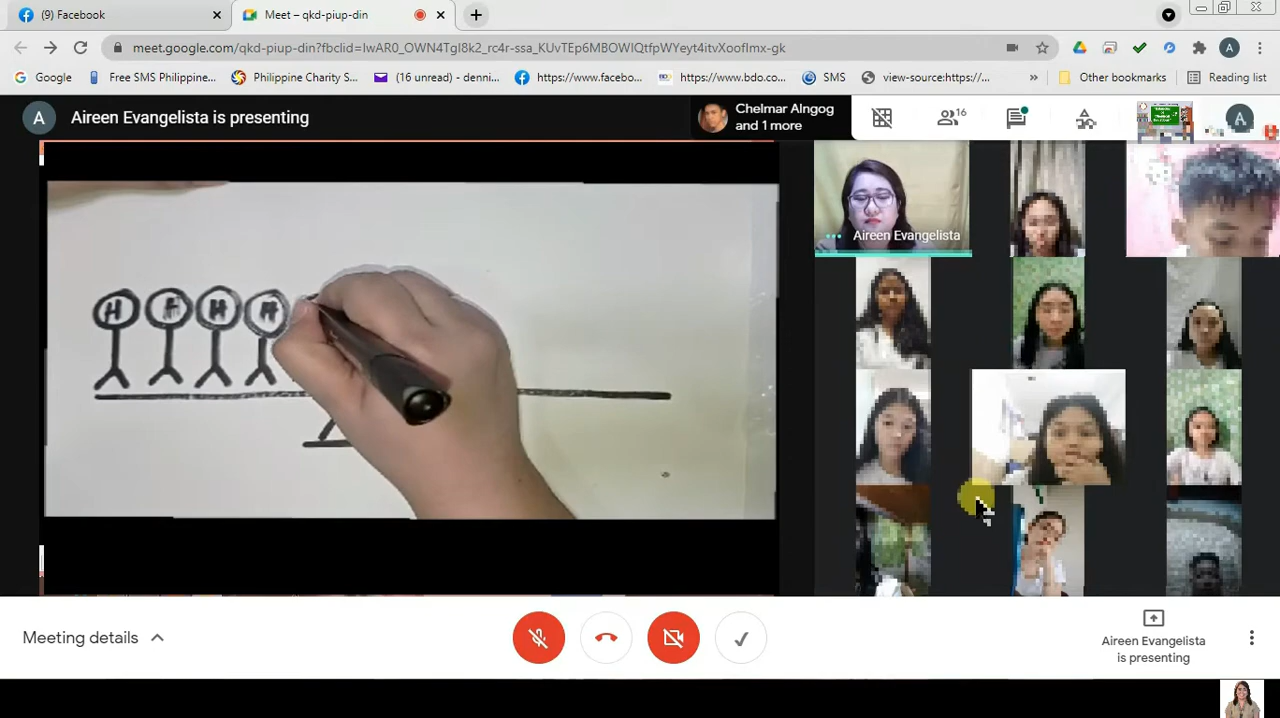 (9) Facebook
Meet – qkd-piup-din
meet.google.com/qkd-piup-din?fbclid=IwAR0_OWN4TgI8k2_rc4r-ssa_KUvTEp6MBOWIQtfpWYeyt4itvXoofImx-gk
A
Google
Free SMS Philippine...
Philippine Charity S...
(16 unread) - denni...
https://www.facebo...
https://www.bdo.co...
SMS
view-source:https://...
»
Other bookmarks
Reading list
A
Aireen Evangelista is presenting
Chelmar Alngog
and 1 more
16
A
Aireen Evangelista
H H H H
Meeting details
Aireen Evangelista
is presenting